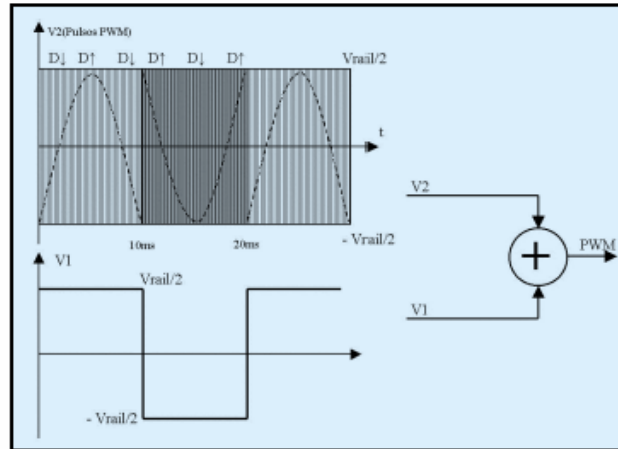 V2(Pulsos PWM)
D↓ D↑ D↓ D↑ D↓ D↑ Vrail/2
t
10ms 20ms - Vrail/2
V1
Vrail/2
- Vrail/2
V2
PWM
V1